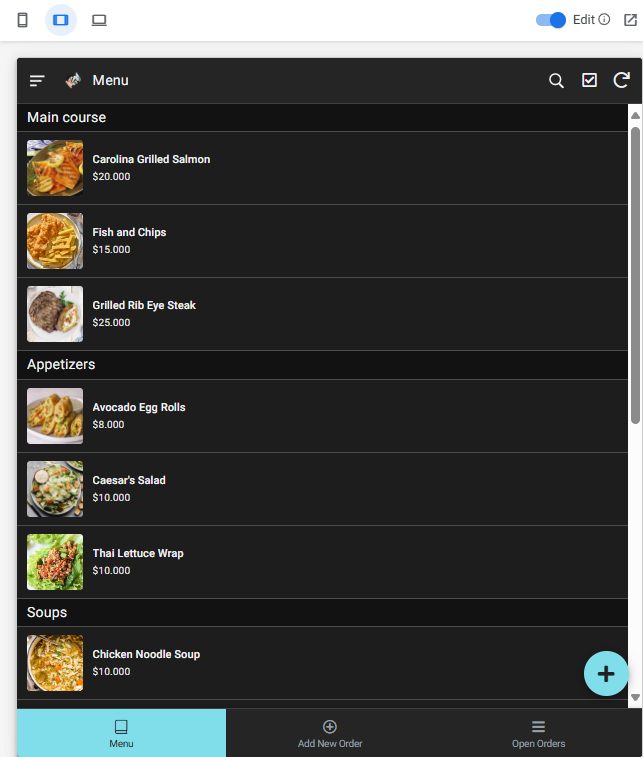 Edit
Menu
Main course
Carolina Grilled Salmon
$20.000
Fish and Chips
$15.000
Grilled Rib Eye Steak
$25.000
Appetizers
Avocado Egg Rolls
$8.000
Caesar's Salad
$10.000
Thai Lettuce Wrap
$10.000
Soups
Chicken Noodle Soup
$10.000
Menu
Add New Order
Open Orders